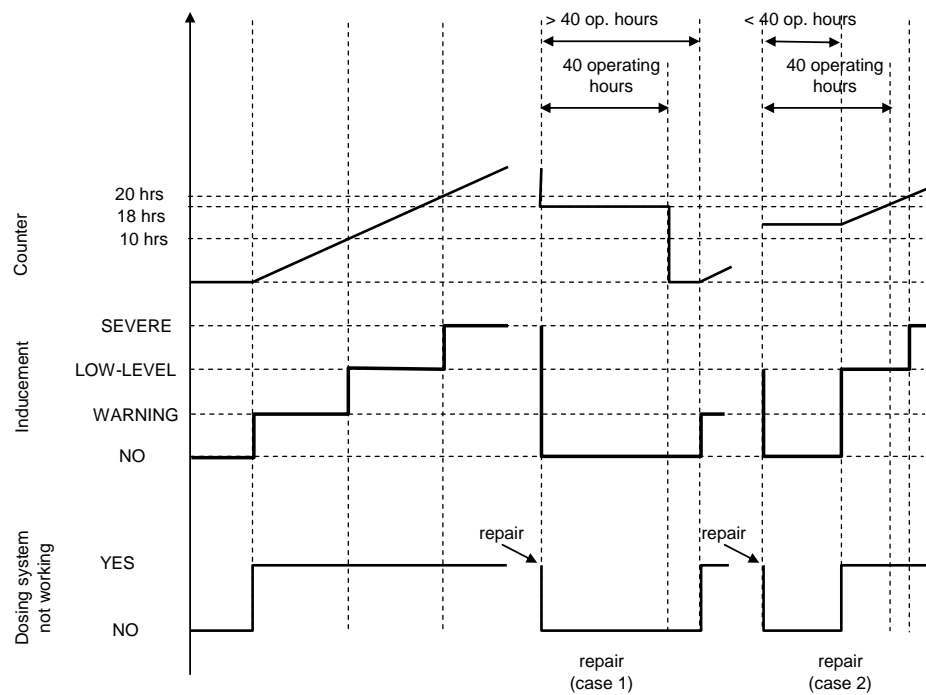 > 40 op. hours
< 40 op. hours
40 operating
hours
40 operating
hours
Counter
20 hrs
18 hrs
10 hrs
Inducement
SEVERE
LOW-LEVEL
WARNING
NO
Dosing system
not working
YES
NO
repair
repair
repair
(case 1)
repair
(case 2)